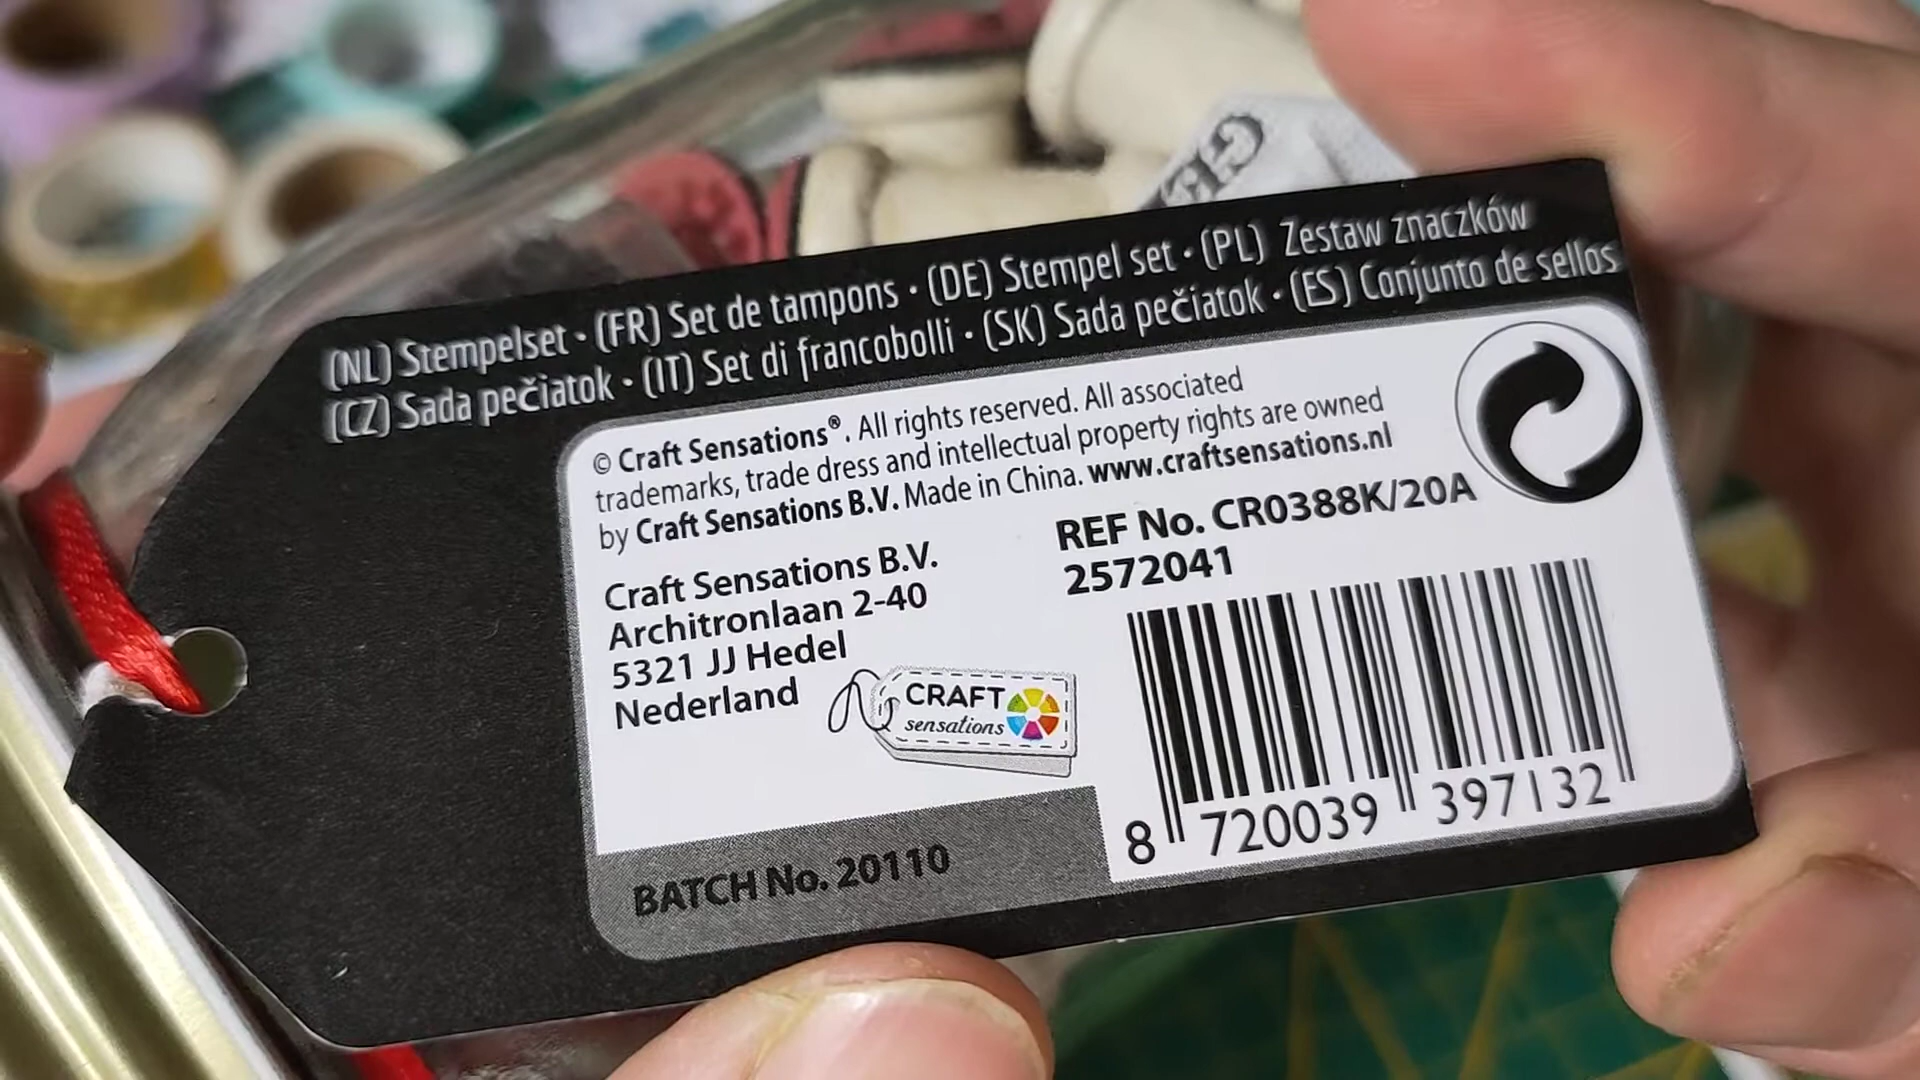 (NL) Stempelset · (FR) Set de tampons · (DE) Stempel set · (PL) Zestaw znaczków
(CZ) Sada pečiatok · (IT) Set di francobolli · (SK) Sada pečiatok · (ES) Conjunto de sellos
© Craft Sensations®. All rights reserved. All associated
trademarks, trade dress and intellectual property rights are owned
by Craft Sensations B.V. Made in China. www.craftsensations.nl
REF No. CR0388K/20A
2572041
Craft Sensations B.V.
Architronlaan 2-40
5321 JJ Hedel
Nederland
CRAFT
sensations
8 720039 397132
BATCH No. 20110